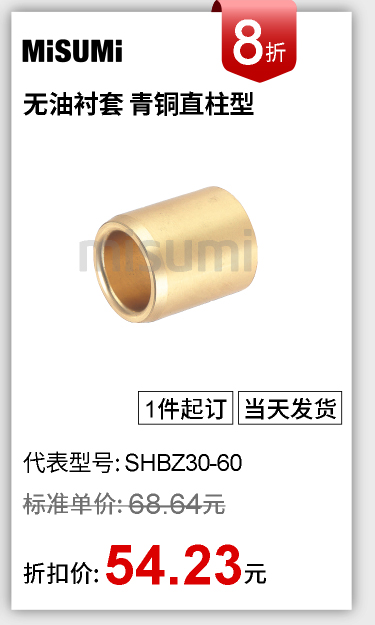 8折
MiSUMi
无油衬套 青铜直柱型
misumi
1件起订 当天发货
代表型号: SHBZ30-60
标准单价: 68.64元
折扣价: 54.23元